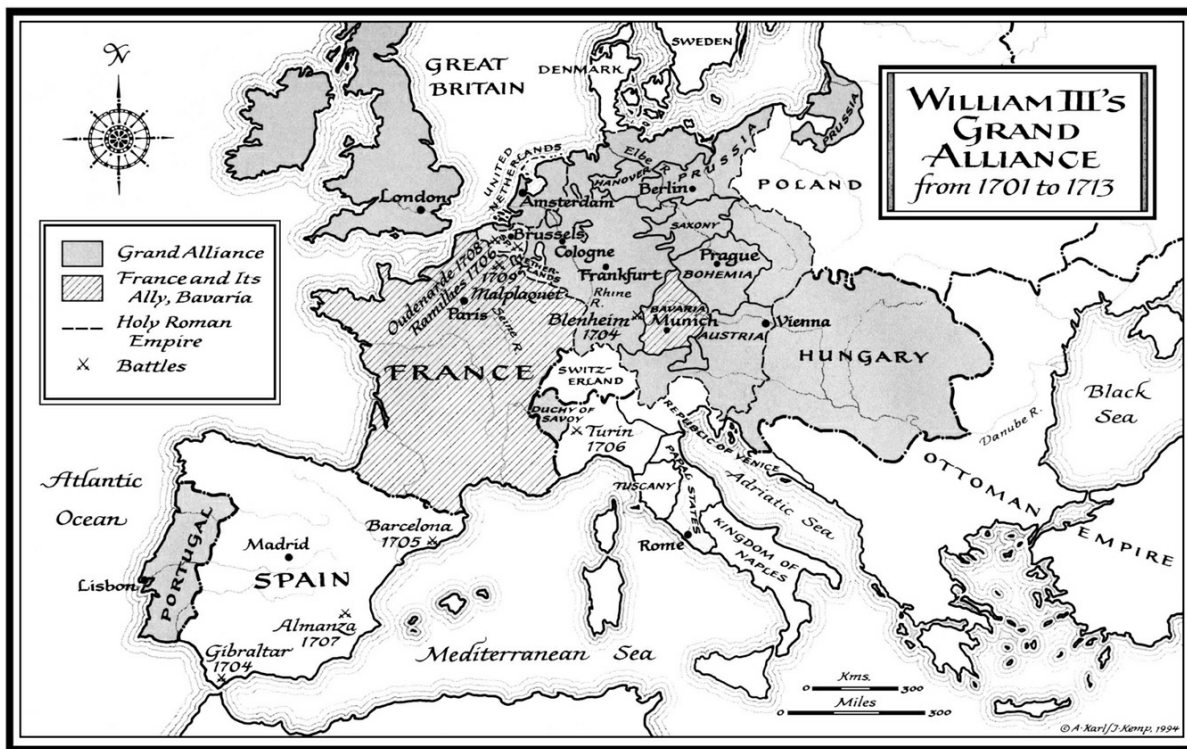 N
WILLIAM III's
GRAND
ALLIANCE
from 1701 to 1713
Grand Alliance
France and Its
Ally, Bavaria
Holy Roman
Empire
Battles
GREAT
BRITAIN
SWEDEN
DENMARK
PRUSSIA
UNITED
NETHERLANDS
Elbe R.
PRUSSIA
HANOVER
Berlin
POLAND
London
Amsterdam
Brussels
Cologne
SAXONY
Prague
BOHEMIA
Frankfurt
Oudenarde 1708
Ramilhes 1706
1709
Malplaquet
NETHER-
LANDS
Paris
Seine R.
Rhine
R.
Blenheim
1704
BAVARIA
Munich
AUSTRIA
Vienna
HUNGARY
FRANCE
SWITZ-
ERLAND
DUCHY OF
SAVOY
Turin
1706
REPUBLIC OF VENICE
Black
Sea
Danube R.
OTTOMAN
EMPIRE
Atlantic
Ocean
TUSCANY
PAPAL STATES
Adriatic Sea
Rome
KINGDOM OF
NAPLES
Barcelona
1705
Madrid
SPAIN
PORTUGAL
Lisbon
Almanza
1707
Gibraltar
1704
Mediterranean Sea
Kms.
0 300
Miles
0 300
© A·Karl/J·Kemp, 1994